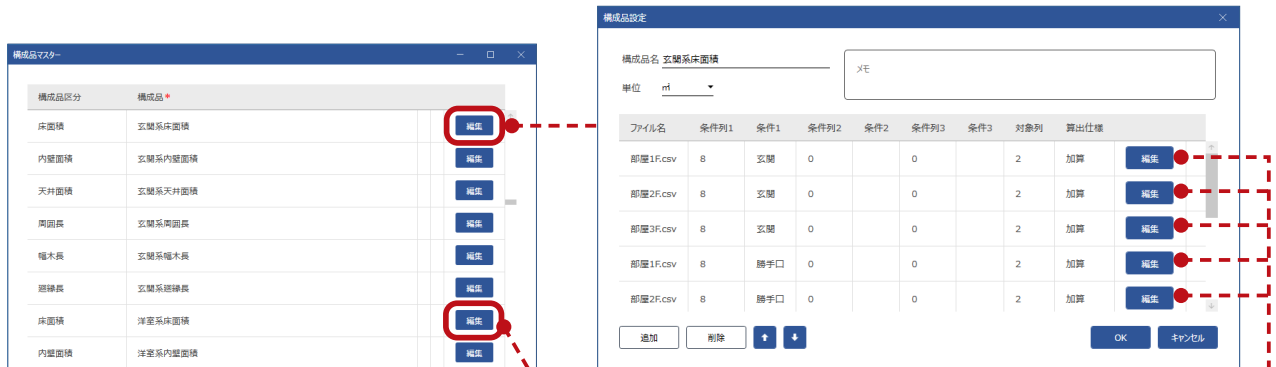 構成品マスター
構成品区分 構成品*
床面積 玄関系床面積 編集
内壁面積 玄関系内壁面積 編集
天井面積 玄関系天井面積 編集
周囲長 玄関系周囲長 編集
幅木長 玄関系幅木長 編集
廻縁長 玄関系廻縁長 編集
床面積 洋室系床面積 編集
内壁面積 洋室系内壁面積 編集
構成品設定
構成品名 玄関系床面積
メモ
単位 ㎡
ファイル名 条件列1 条件1 条件列2 条件2 条件列3 条件3 対象列 算出仕様
部屋1F.csv 8 玄関 0 0 2 加算 編集
部屋2F.csv 8 玄関 0 0 2 加算 編集
部屋3F.csv 8 玄関 0 0 2 加算 編集
部屋1F.csv 8 勝手口 0 0 2 加算 編集
部屋2F.csv 8 勝手口 0 0 2 加算 編集
追加 削除 OK キャンセル